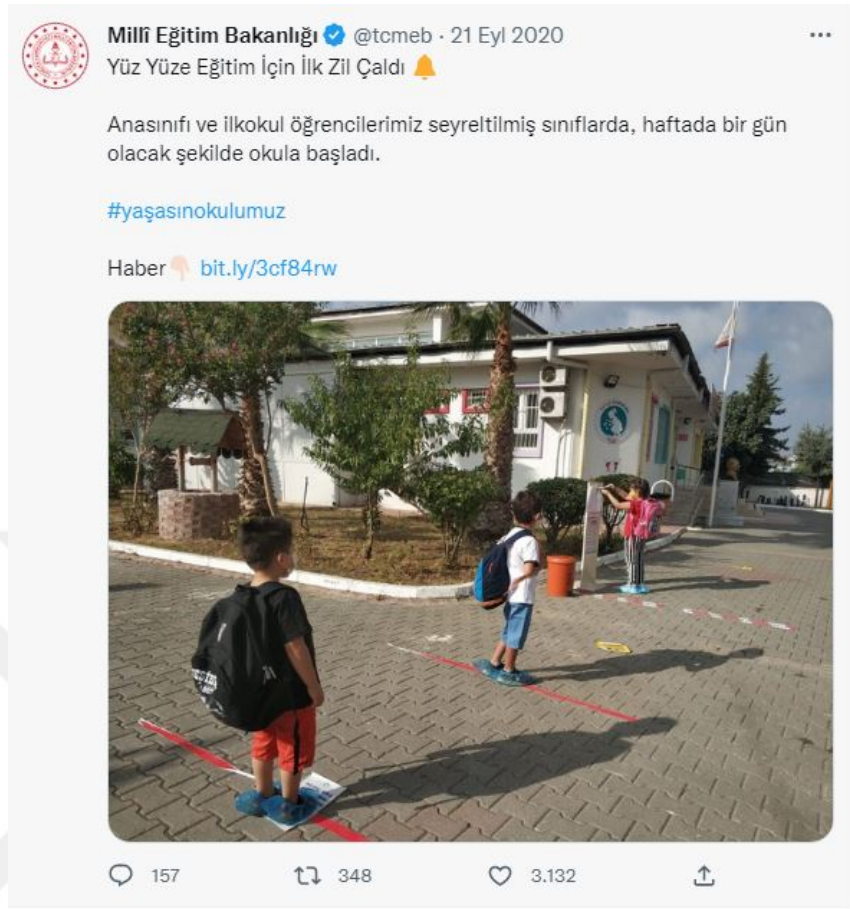 Millî Eğitim Bakanlığı @tcmeb · 21 Eyl 2020
Yüz Yüze Eğitim İçin İlk Zil Çaldı
Anasınıfı ve ilkokul öğrencilerimiz seyreltilmiş sınıflarda, haftada bir gün
olacak şekilde okula başladı.
#yaşasınokulumuz
Haber bit.ly/3cf84rw
157 348 3.132